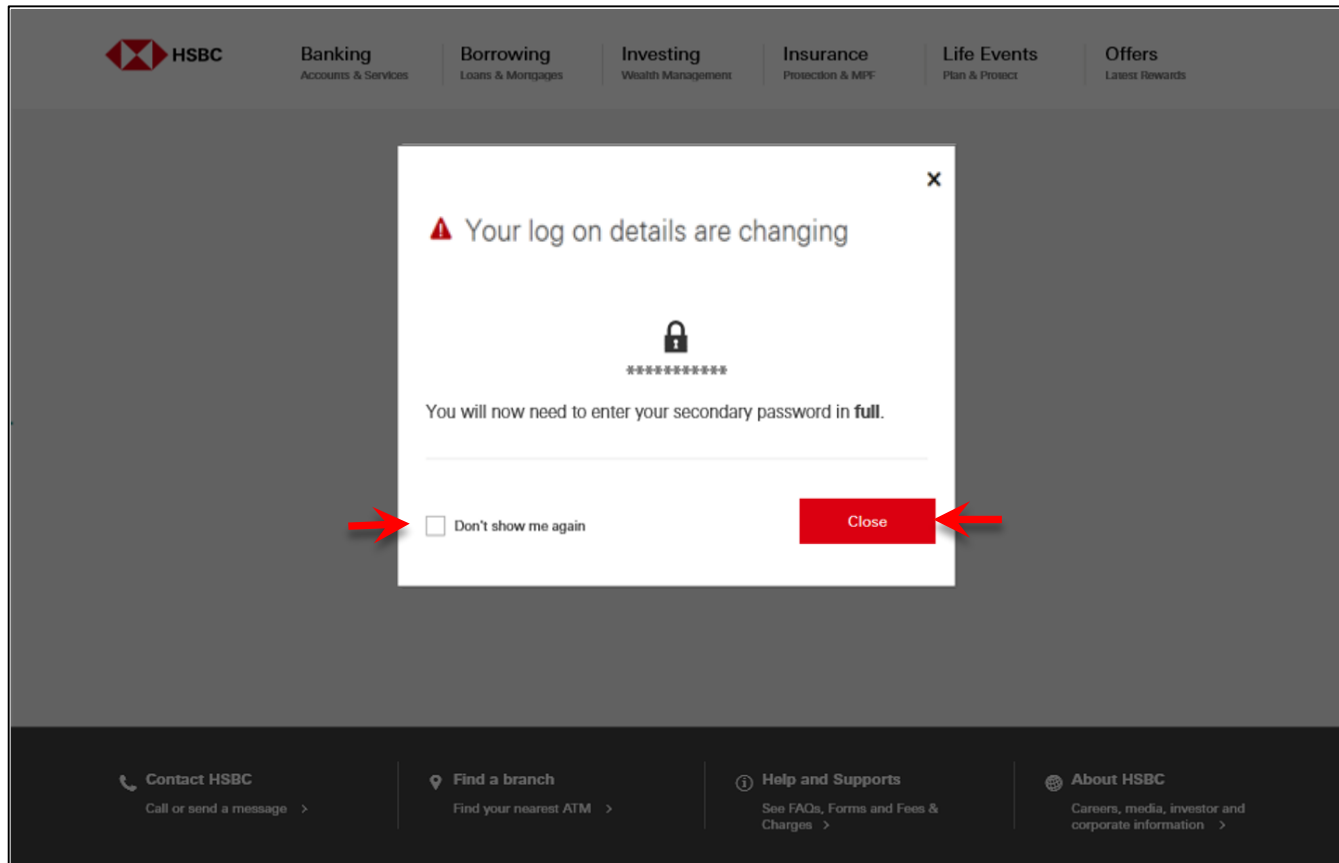 HSBC
Banking
Accounts & Services
Borrowing
Loans & Mortgages
Investing
Wealth Management
Insurance
Protection & MPF
Life Events
Plan & Protect
Offers
Latest Rewards
Your log on details are changing
***********
You will now need to enter your secondary password in full.
Don't show me again
Close
Contact HSBC
Call or send a message >
Find a branch
Find your nearest ATM >
Help and Supports
See FAQs, Forms and Fees &
Charges >
About HSBC
Careers, media, investor and
corporate information >